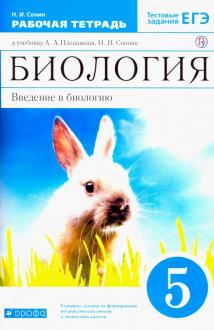 Н. И. Сонин
РАБОЧАЯ ТЕТРАДЬ
к учебнику А. А. Плешакова, Н. И. Сонина
Тестовые
задания ЕГЭ
БИОЛОГИЯ
Введение в биологию
5
дрофа
Содержит задания на формирование
метапредметных умений
и личностных качеств